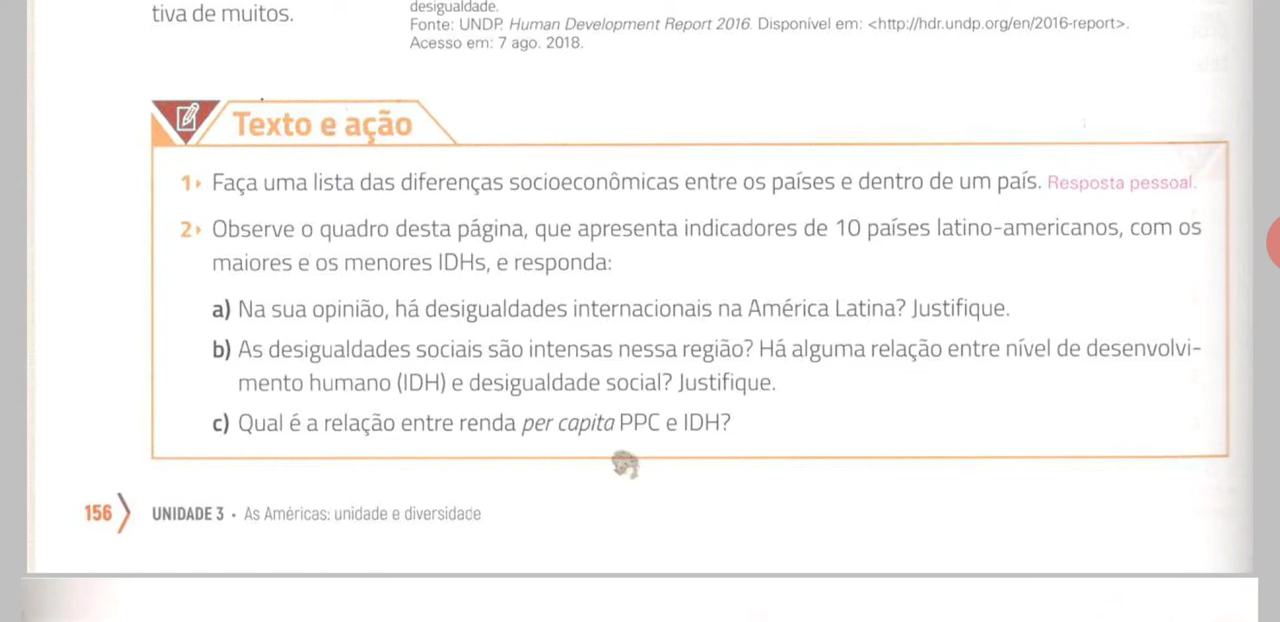 tiva de muitos.
desigualdade.
Fonte: UNDP. Human Development Report 2016. Disponível em: <http://hdr.undp.org/en/2016-report>.
Acesso em: 7 ago. 2018.
Texto e ação
1 Faça uma lista das diferenças socioeconômicas entre os países e dentro de um país. Resposta pessoal.
2 Observe o quadro desta página, que apresenta indicadores de 10 países latino-americanos, com os
maiores e os menores IDHs, e responda:
a) Na sua opinião, há desigualdades internacionais na América Latina? Justifique.
b) As desigualdades sociais são intensas nessa região? Há alguma relação entre nível de desenvolvi-
mento humano (IDH) e desigualdade social? Justifique.
c) Qual é a relação entre renda per capita PPC e IDH?
156 UNIDADE 3 • As Américas: unidade e diversidade